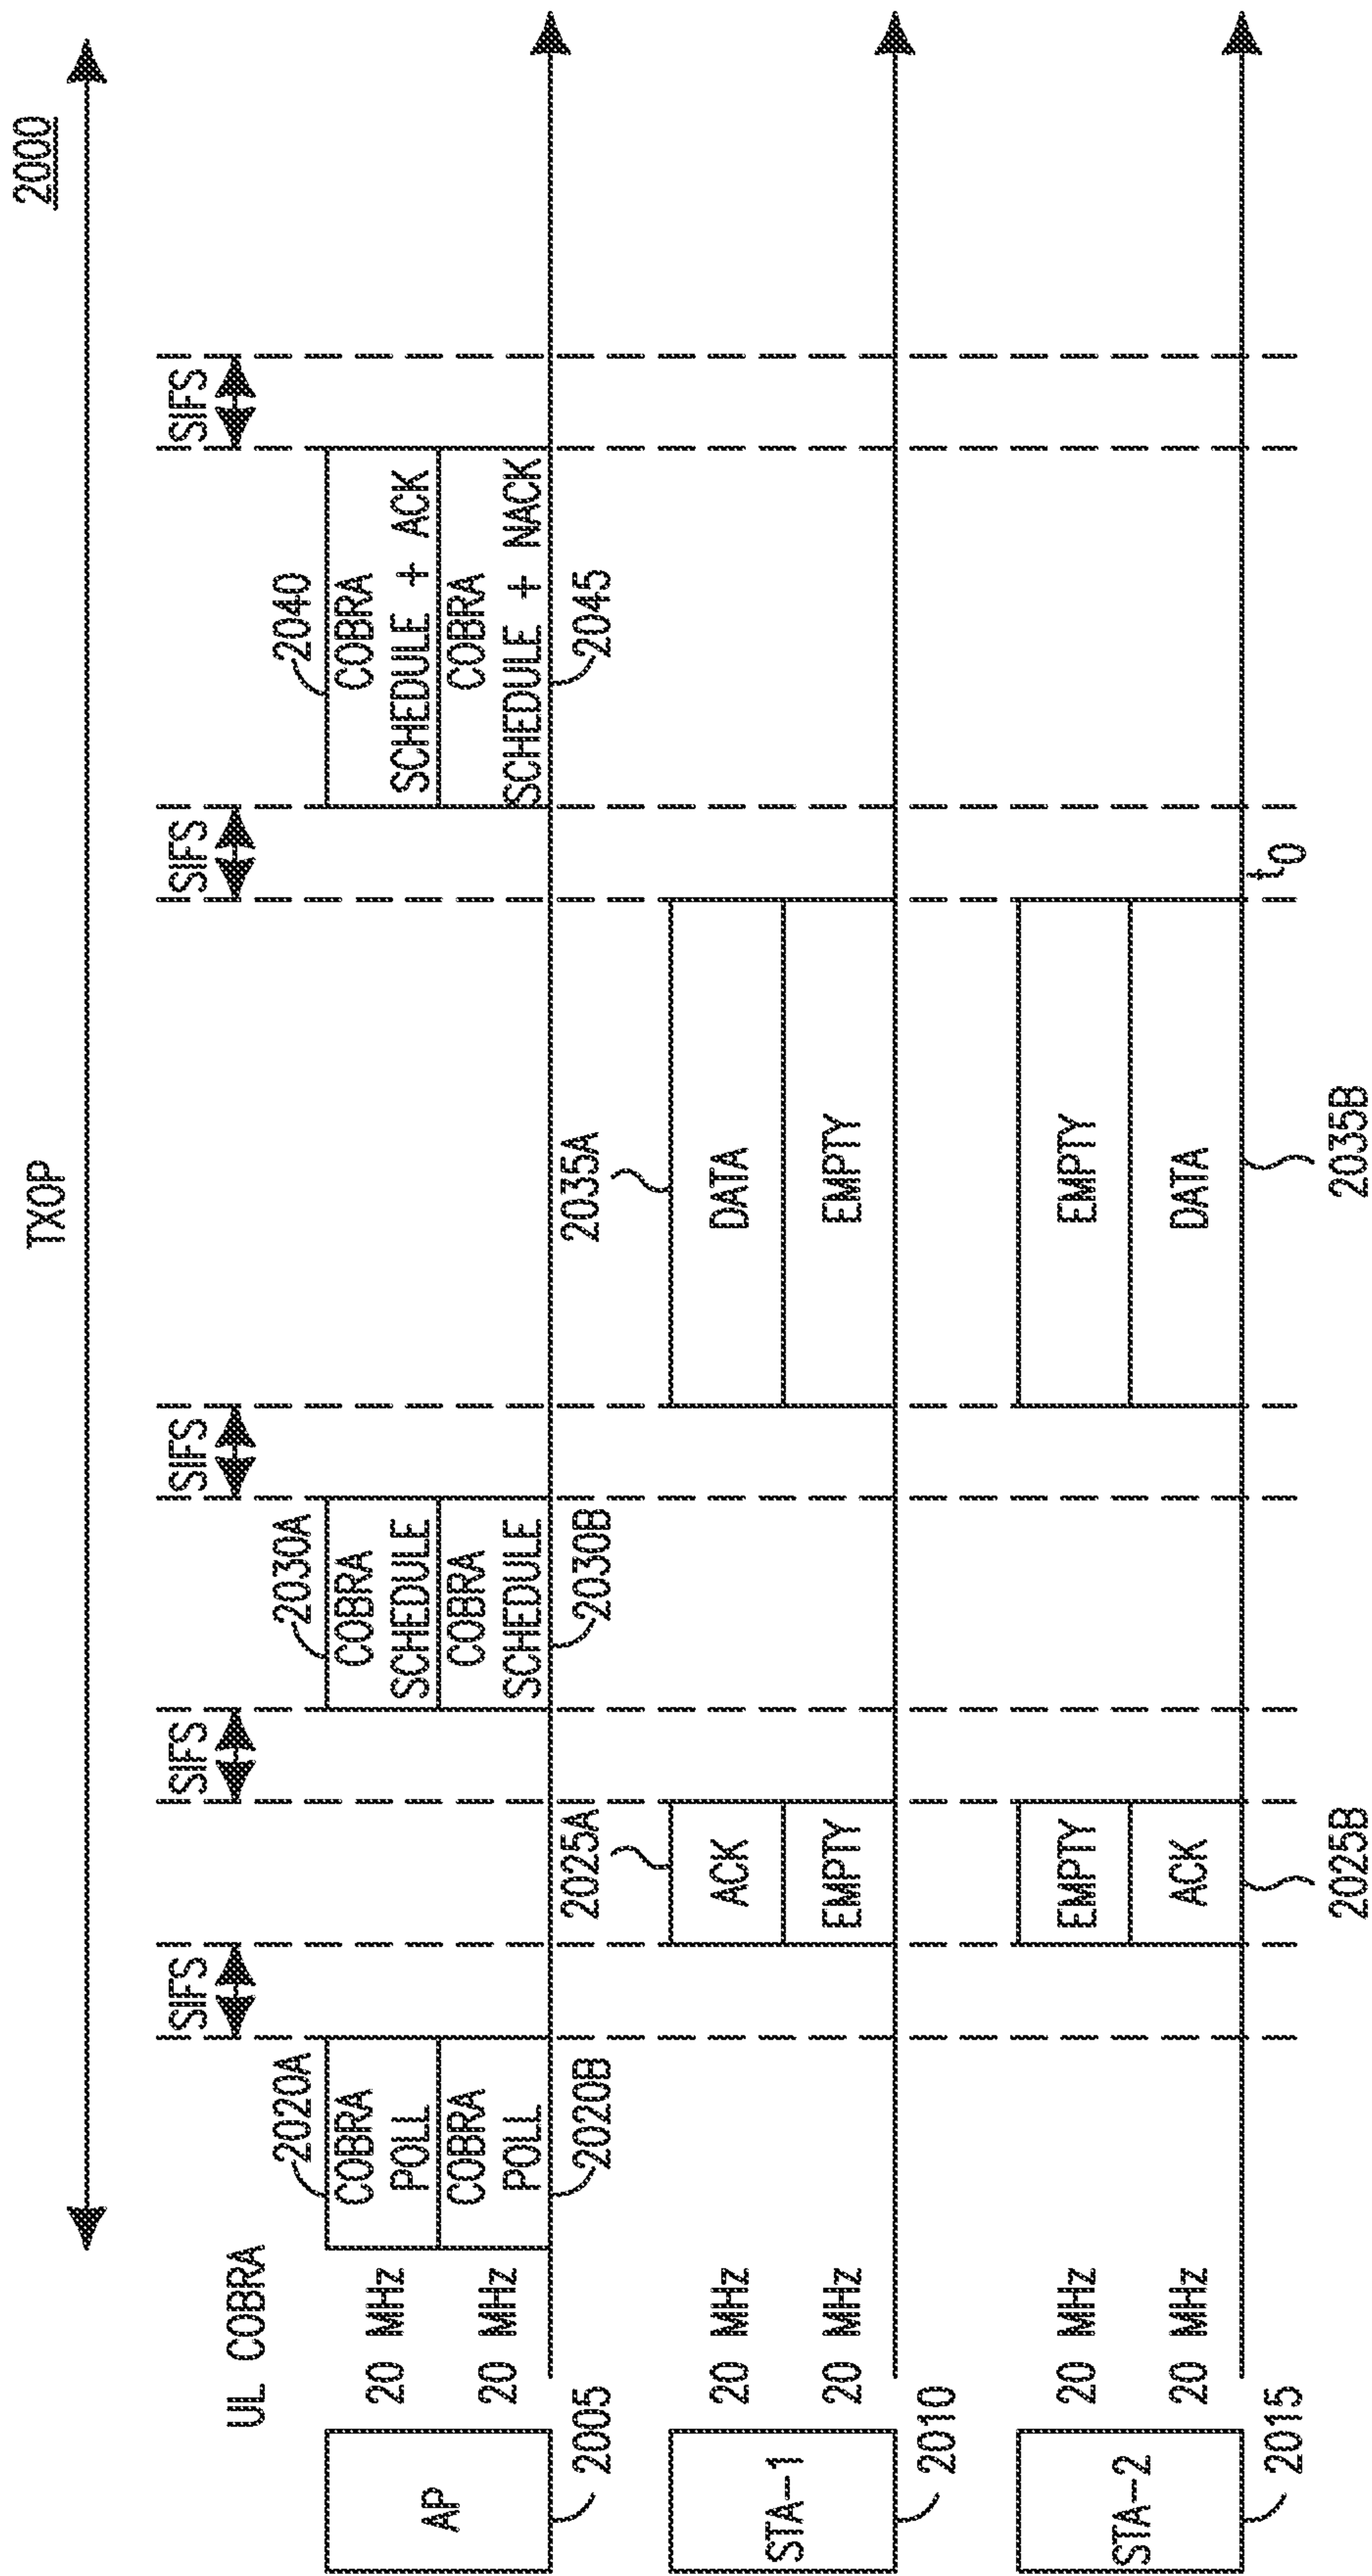 2000
TXOP
UL COBRA
SIFS
SIFS
SIFS
SIFS
SIFS
AP
2005
20 MHz
20 MHz
2020A
COBRA
POLL
COBRA
POLL
2020B
2030A
COBRA
SCHEDULE
COBRA
SCHEDULE
2030B
2040
COBRA
SCHEDULE + ACK
COBRA
SCHEDULE + NACK
2045
STA-1
2010
20 MHz
20 MHz
2025A
ACK
EMPTY
2035A
DATA
EMPTY
STA-2
2015
20 MHz
20 MHz
EMPTY
ACK
2025B
EMPTY
DATA
2035B
t0